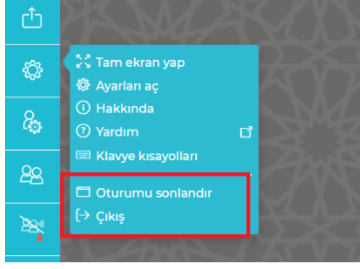 Tam ekran yap
Ayarları aç
Hakkında
Yardım
Klavye kısayolları
Oturumu sonlandır
Çıkış